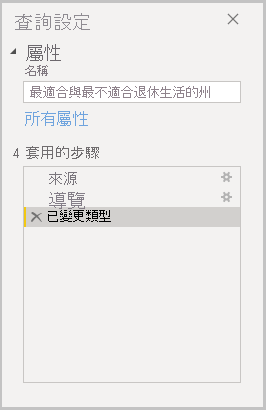 查詢設定
屬性
名稱
最適合與最不適合退休生活的州
所有屬性
4 套用的步驟
來源
導覽
已變更類型